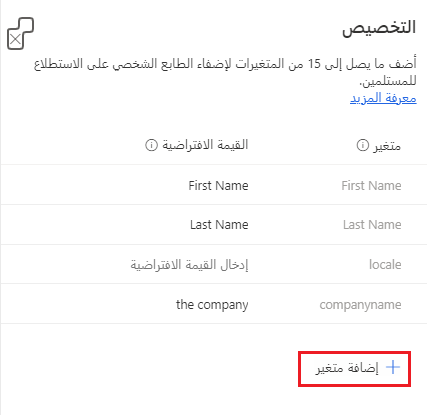 التخصيص
أضف ما يصل إلى 15 من المتغيرات لإضفاء الطابع الشخصي على الاستطلاع
للمستلمين.
معرفة المزيد
متغير القيمة الافتراضية
First Name First Name
Last Name Last Name
locale إدخال القيمة الافتراضية
companyname the company
إضافة متغير